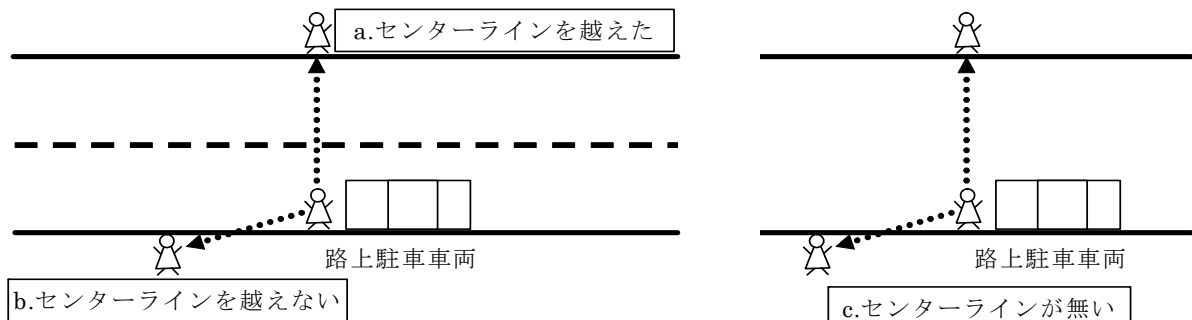 a.センターラインを越えた
路上駐車車両
b.センターラインを越えない
路上駐車車両
c.センターラインが無い